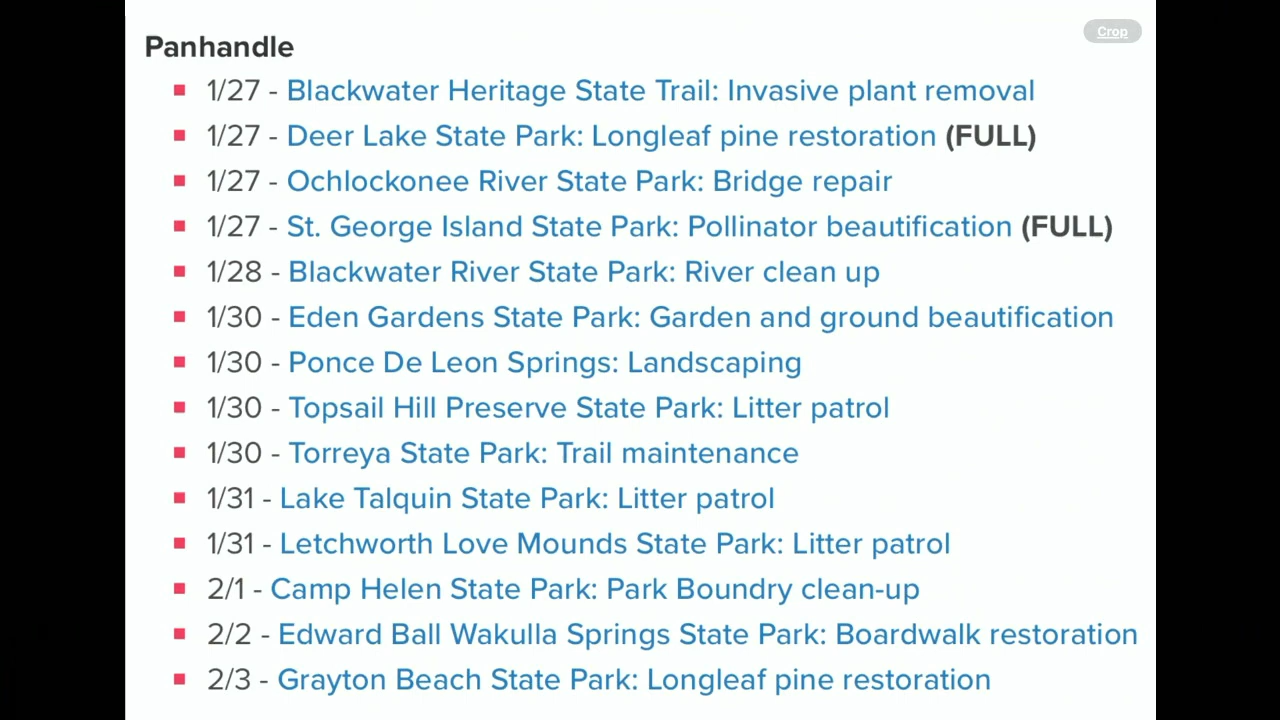 Crop
Panhandle
1/27 - Blackwater Heritage State Trail: Invasive plant removal
1/27 - Deer Lake State Park: Longleaf pine restoration (FULL)
1/27 - Ochlockonee River State Park: Bridge repair
1/27 - St. George Island State Park: Pollinator beautification (FULL)
1/28 - Blackwater River State Park: River clean up
1/30 - Eden Gardens State Park: Garden and ground beautification
1/30 - Ponce De Leon Springs: Landscaping
1/30 - Topsail Hill Preserve State Park: Litter patrol
1/30 - Torreya State Park: Trail maintenance
1/31 - Lake Talquin State Park: Litter patrol
1/31 - Letchworth Love Mounds State Park: Litter patrol
2/1 - Camp Helen State Park: Park Boundry clean-up
2/2 - Edward Ball Wakulla Springs State Park: Boardwalk restoration
2/3 - Grayton Beach State Park: Longleaf pine restoration